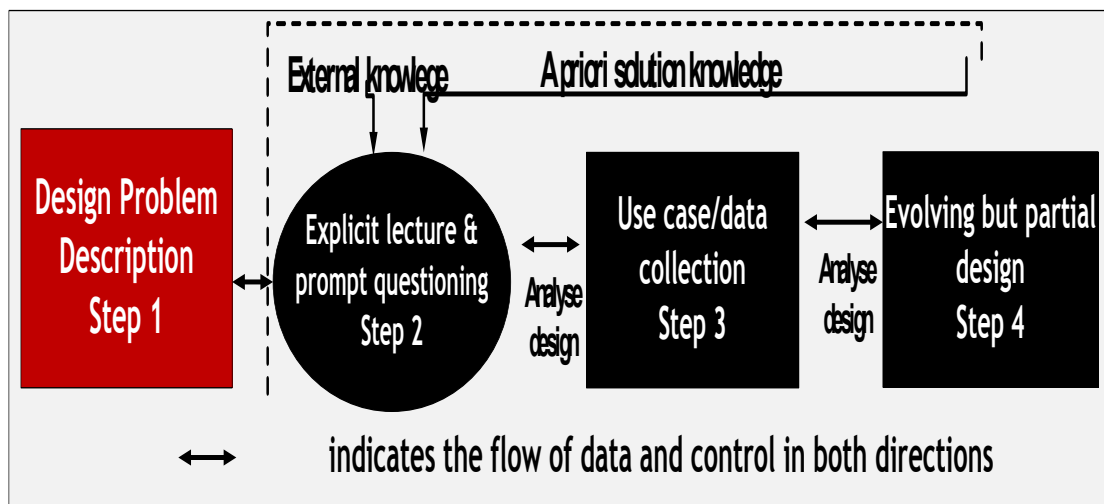 External knowlege
A priori solution knowledge
Design Problem
Description
Step 1
Explicit lecture &
prompt questioning
Step 2
Analyse
design
Use case/data
collection
Step 3
Analyse
design
Evolving but partial
design
Step 4
indicates the flow of data and control in both directions